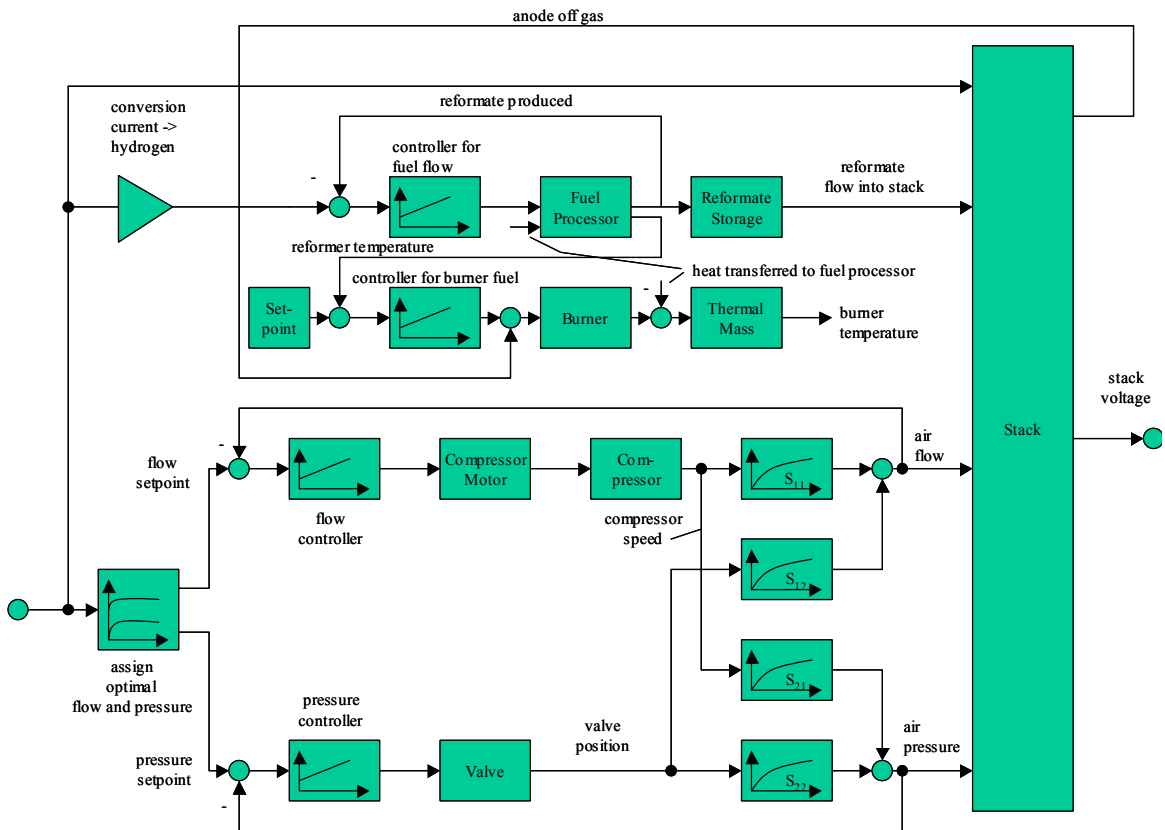 anode off gas
reformate produced
conversion
current ->
hydrogen
controller for
fuel flow
-
Fuel
Processor
Reformate
Storage
reformate
flow into stack
reformer temperature
heat transferred to fuel processor
controller for burner fuel
-
Set-
point
Burner
Thermal
Mass
burner
temperature
stack
voltage
Stack
-
flow
setpoint
Compressor
Motor
Com-
pressor
S11
air
flow
flow
controller
compressor
speed
S12
assign
optimal
flow and pressure
S21
pressure
controller
valve
position
air
pressure
pressure
setpoint
Valve
S22
-